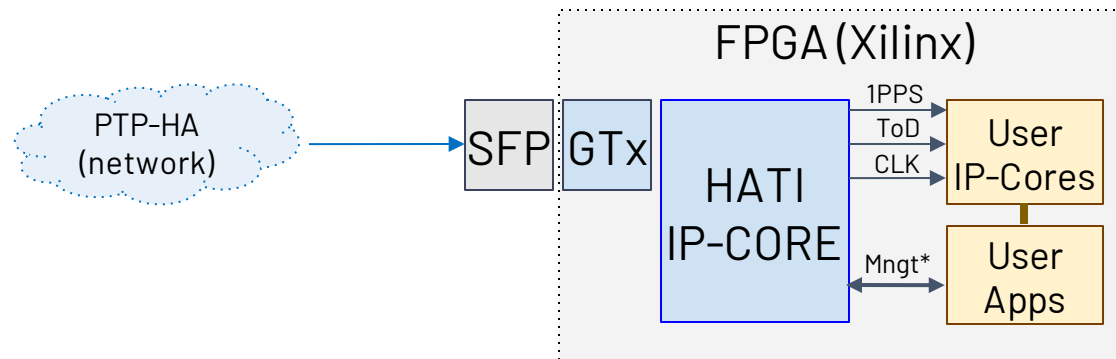 FPGA (Xilinx)
PTP-HA
(network)
SFP
GTx
HATI
IP-CORE
1PPS
ToD
CLK
Mngt*
User
IP-Cores
User
Apps